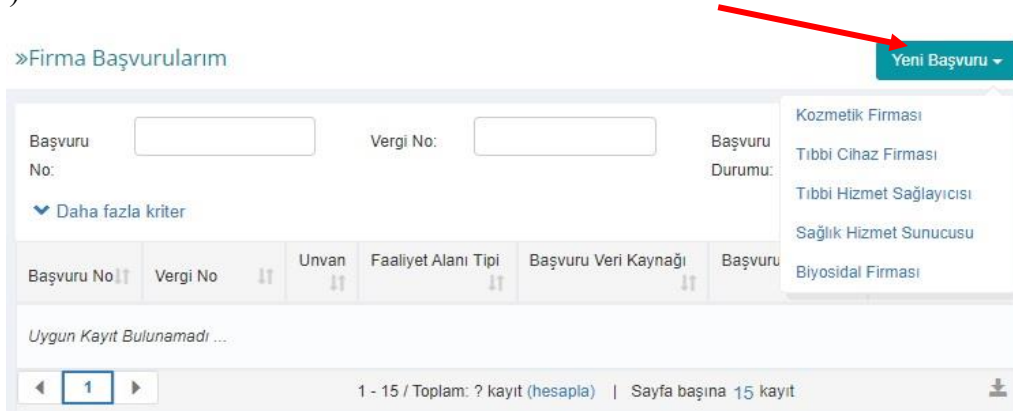 )
»Firma Başvurularım
Yeni Başvuru
Kozmetik Firması
Tıbbi Cihaz Firması
Tıbbi Hizmet Sağlayıcısı
Sağlık Hizmet Sunucusu
Biyosidal Firması
Başvuru No:
Vergi No:
Başvuru Durumu:
Daha fazla kriter
Başvuru No Vergi No Unvan Faaliyet Alanı Tipi Başvuru Veri Kaynağı Başvuru
Uygun Kayıt Bulunamadı ...
1 1 - 15 / Toplam: ? kayıt (hesapla) | Sayfa başına 15 kayıt